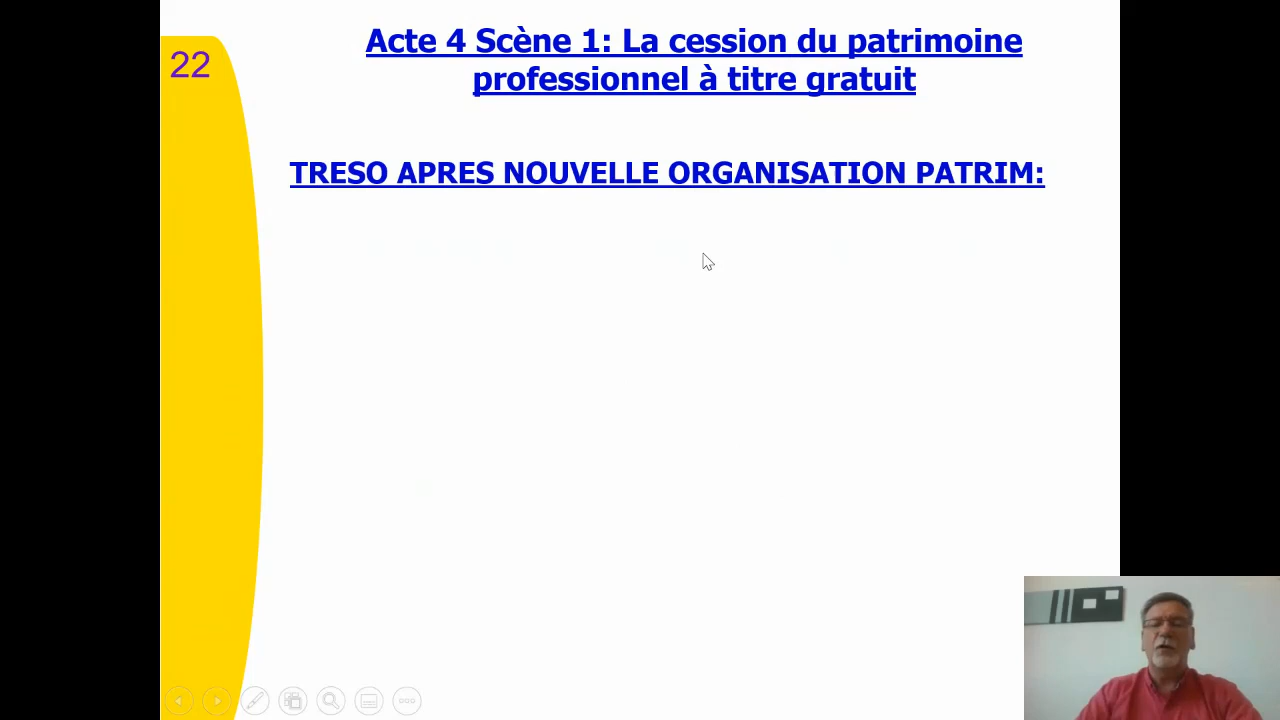 22
Acte 4 Scène 1: La cession du patrimoine
professionnel à titre gratuit
TRESO APRES NOUVELLE ORGANISATION PATRIM: